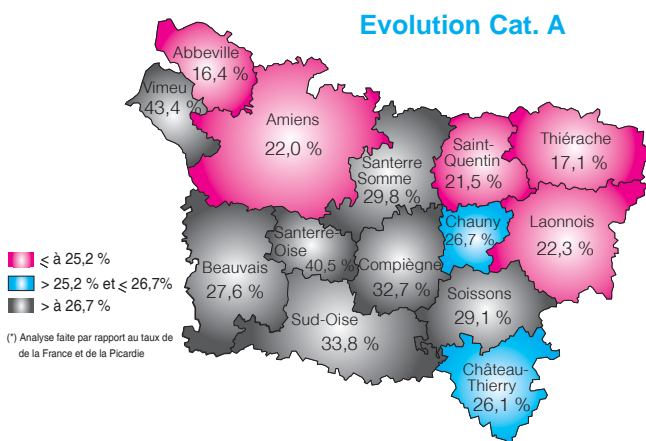 Evolution Cat. A
Abbeville
16,4 %
Vimeu
43,4 %
Amiens
22,0 %
Santerre
Somme
29,8 %
Saint-
Quentin
21,5 %
Thiérache
17,1 %
Chauny
26,7 %
Laonnois
22,3 %
Beauvais
27,6 %
Santerre-
Oise
40,5 %
Compiègne
32,7 %
Soissons
29,1 %
Sud-Oise
33,8 %
Château-
Thierry
26,1 %
⩽ à 25,2 %
> 25,2 % et ⩽ 26,7%
> à 26,7 %
(*) Analyse faite par rapport au taux de
de la France et de la Picardie